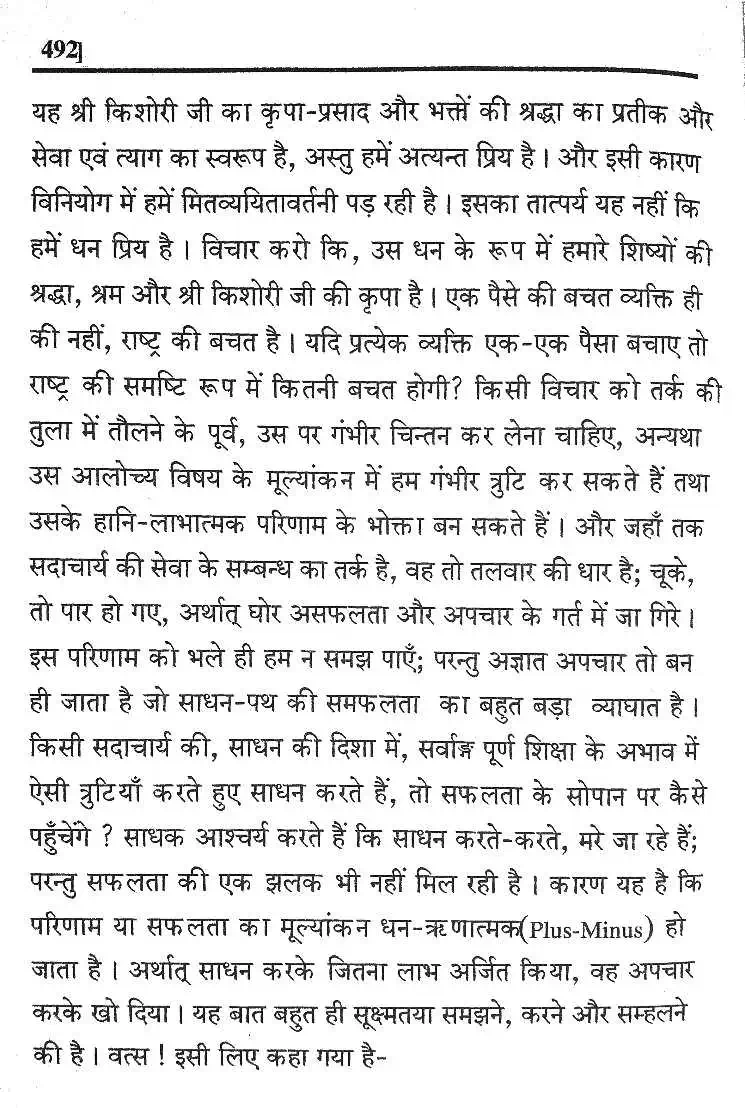 492]
यह श्री किशोरी जी का कृपा-प्रसाद और भक्तों की श्रद्धा का प्रतीक और
सेवा एवं त्याग का स्वरूप है, अस्तु हमें अत्यन्त प्रिय है । और इसी कारण
विनियोग में हमें मितव्ययितावर्तनी पड़ रही है । इसका तात्पर्य यह नहीं कि
हमें धन प्रिय है । विचार करो कि, उस धन के रूप में हमारे शिष्यों की
श्रद्धा, श्रम और श्री किशोरी जी की कृपा है । एक पैसे की बचत व्यक्ति ही
की नहीं, राष्ट्र की बचत है । यदि प्रत्येक व्यक्ति एक-एक पैसा बचाए तो
राष्ट्र की समष्टि रूप में कितनी बचत होगी? किसी विचार को तर्क की
तुला में तौलने के पूर्व, उस पर गंभीर चिन्तन कर लेना चाहिए, अन्यथा
उस आलोच्य विषय के मूल्यांकन में हम गंभीर त्रुटि कर सकते हैं तथा
उसके हानि-लाभात्मक परिणाम के भोक्ता बन सकते हैं । और जहाँ तक
सदाचार्य की सेवा के सम्बन्ध का तर्क है, वह तो तलवार की धार है; चूके,
तो पार हो गए, अर्थात् घोर असफलता और अपचार के गर्त में जा गिरे ।
इस परिणाम को भले ही हम न समझ पाएँ; परन्तु अज्ञात अपचार तो बन
ही जाता है जो साधन-पथ की समफलता का बहुत बड़ा व्याघात है ।
किसी सदाचार्य की, साधन की दिशा में, सर्वाङ्ग पूर्ण शिक्षा के अभाव में
ऐसी त्रुटियाँ करते हुए साधन करते हैं, तो सफलता के सोपान पर कैसे
पहुँचेंगे ? साधक आश्चर्य करते हैं कि साधन करते-करते, मरे जा रहे हैं;
परन्तु सफलता की एक झलक भी नहीं मिल रही है । कारण यह है कि
परिणाम या सफलता का मूल्यांकन धन-ऋणात्मक(Plus-Minus) हो
जाता है । अर्थात् साधन करके जितना लाभ अर्जित किया, वह अपचार
करके खो दिया । यह बात बहुत ही सूक्ष्मतया समझने, करने और सम्हलने
की है । वत्स ! इसी लिए कहा गया है-